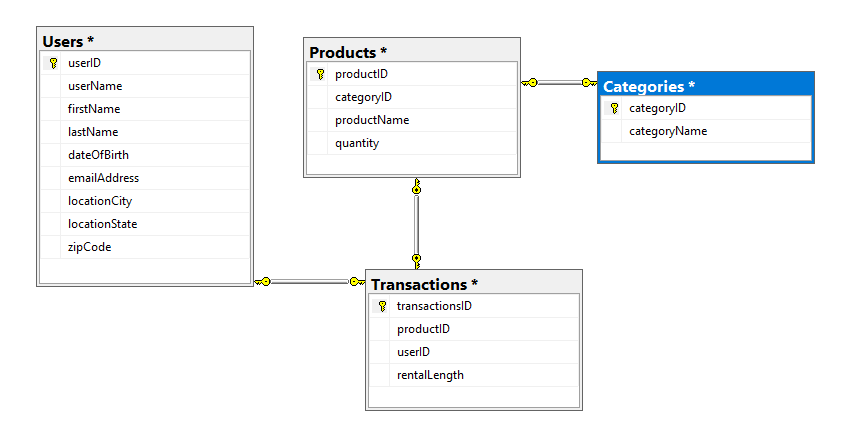 Users *
userID
userName
firstName
lastName
dateOfBirth
emailAddress
locationCity
locationState
zipCode
Products *
productID
categoryID
productName
quantity
Categories *
categoryID
categoryName
Transactions *
transactionsID
productID
userID
rentalLength